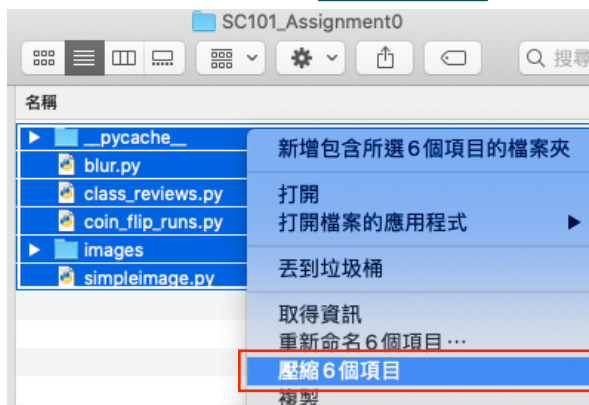 SC101_Assignment0
搜尋
名稱
__pycache__
blur.py
class_reviews.py
coin_flip_runs.py
images
simpleimage.py
新增包含所選6個項目的檔案夾
打開
打開檔案的應用程式
丟到垃圾桶
取得資訊
重新命名6個項目⋯
壓縮6個項目
複製